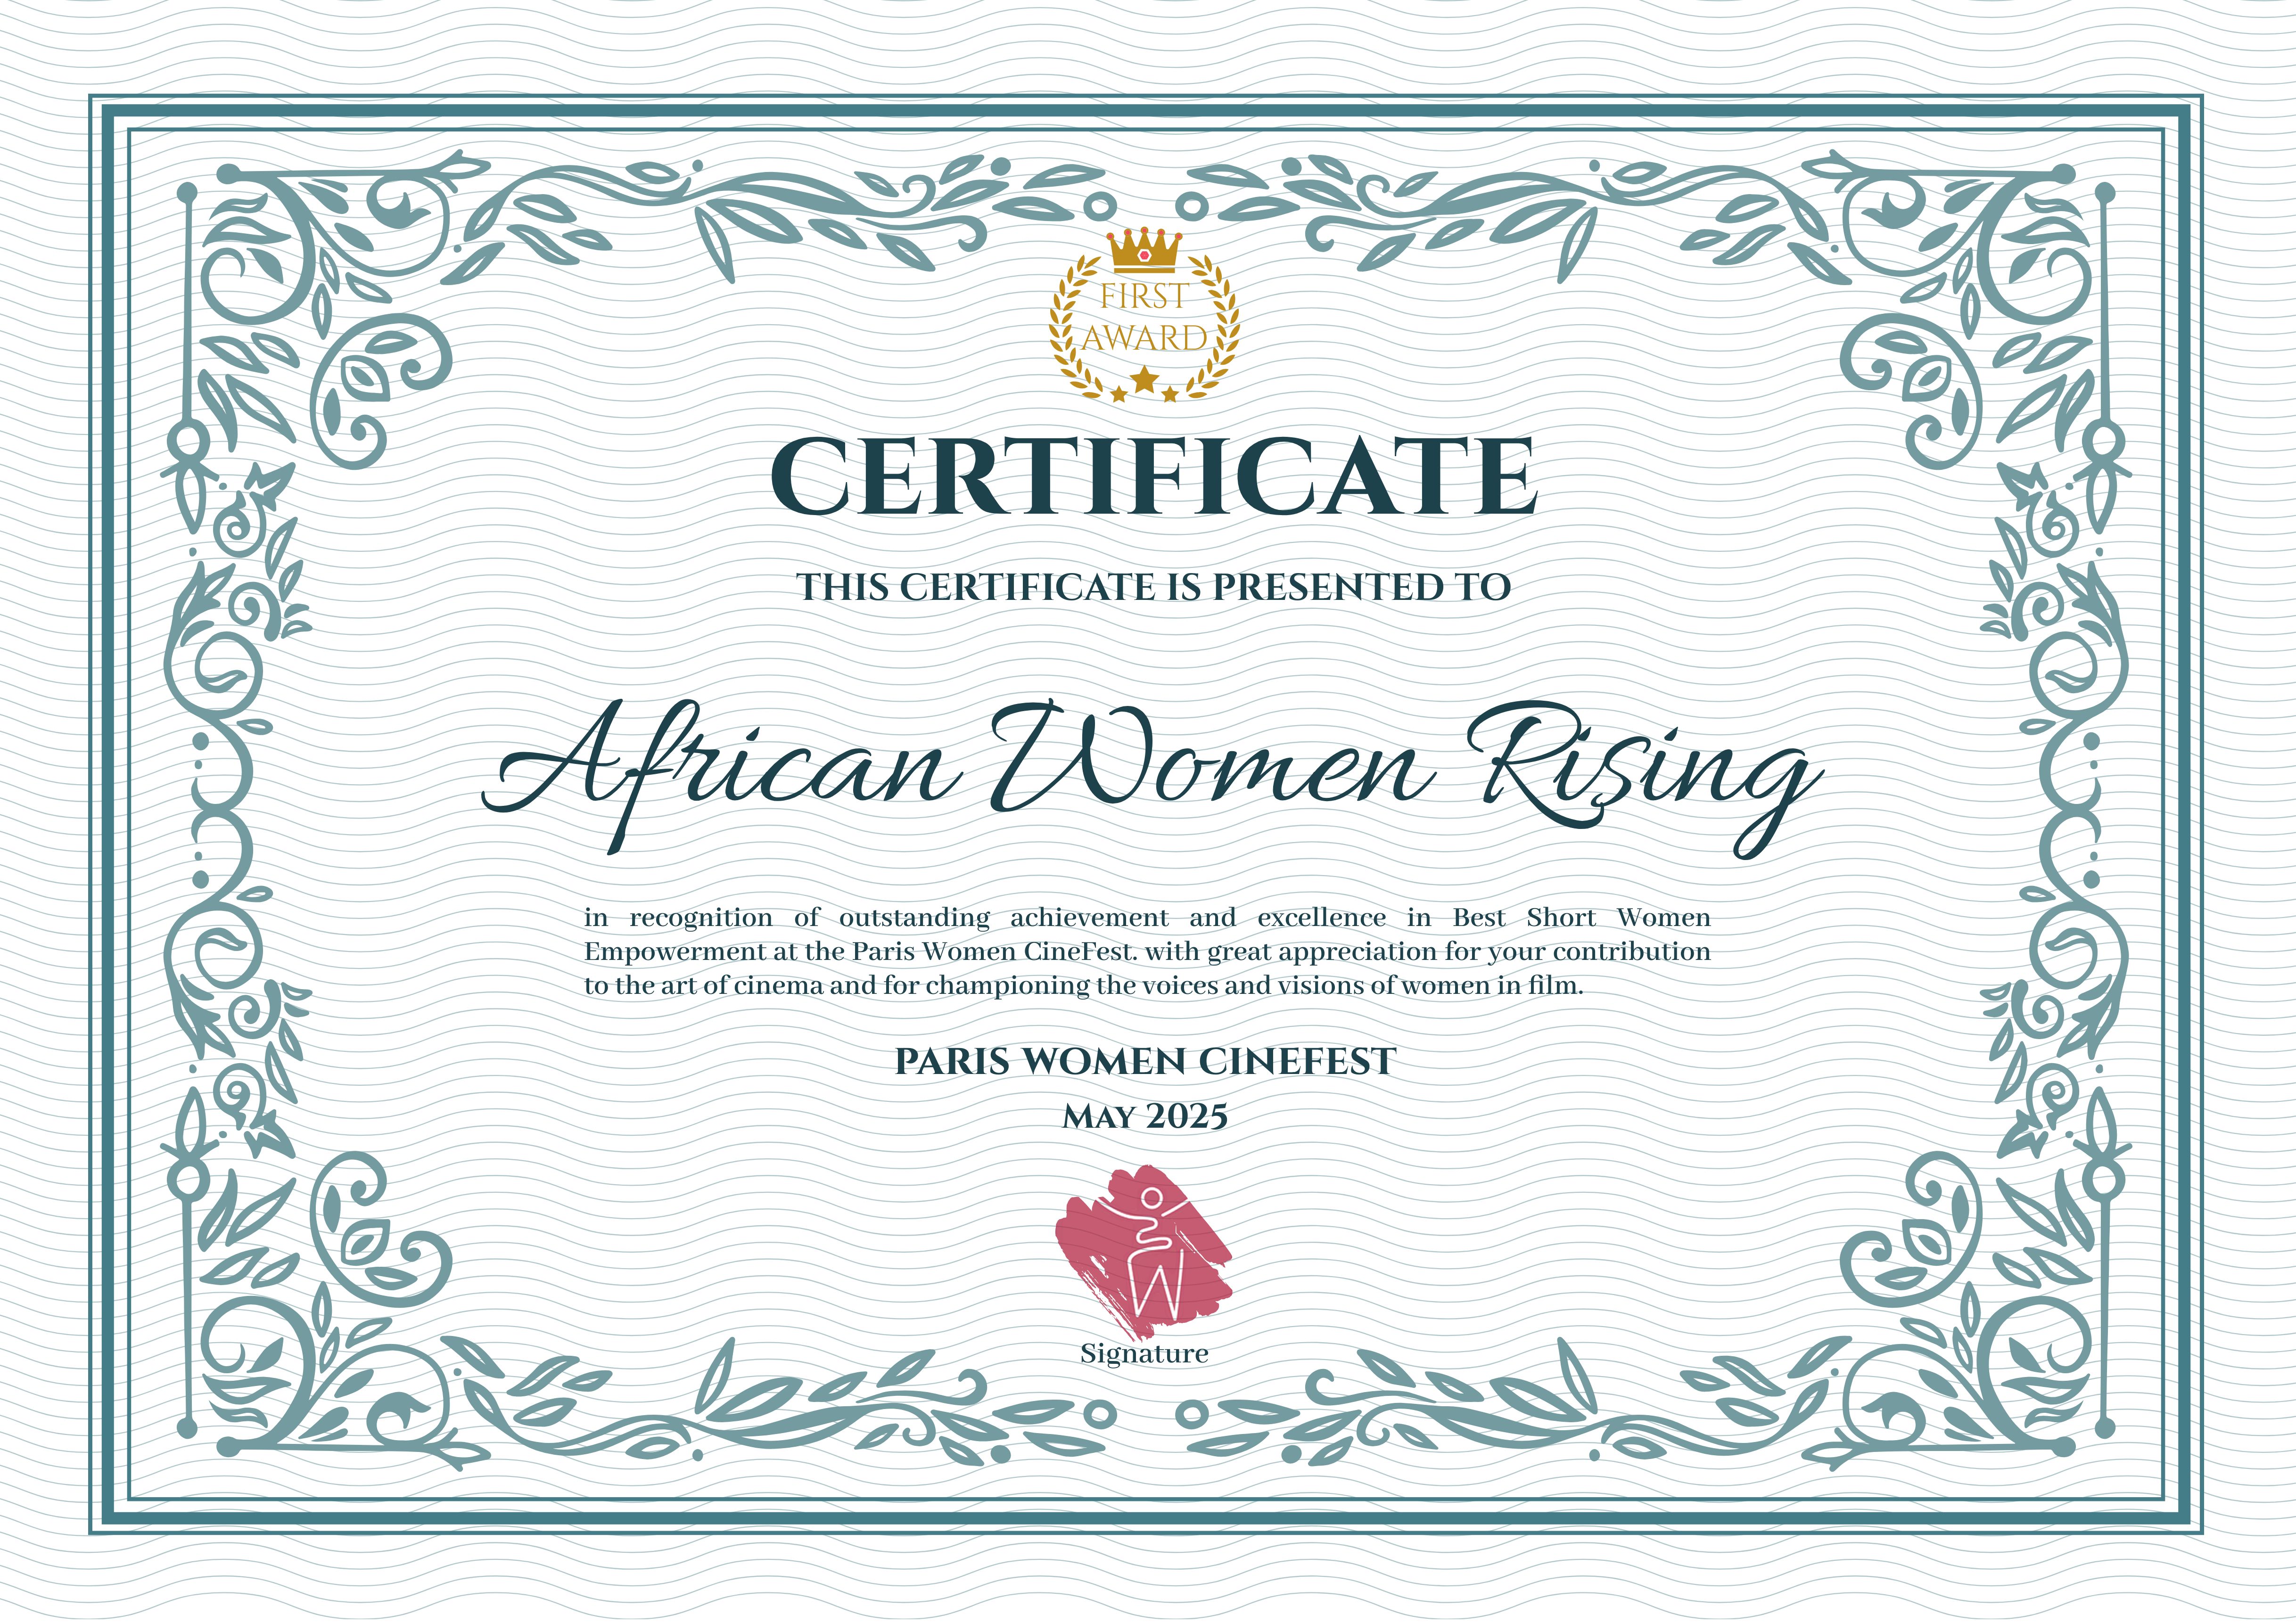 FIRST
AWARD
CERTIFICATE
THIS CERTIFICATE IS PRESENTED TO
African Women Rising
in recognition of outstanding achievement and excellence in Best Short Women
Empowerment at the Paris Women CineFest. with great appreciation for your contribution
to the art of cinema and for championing the voices and visions of women in film.
PARIS WOMEN CINEFEST
MAY 2025
W
Signature